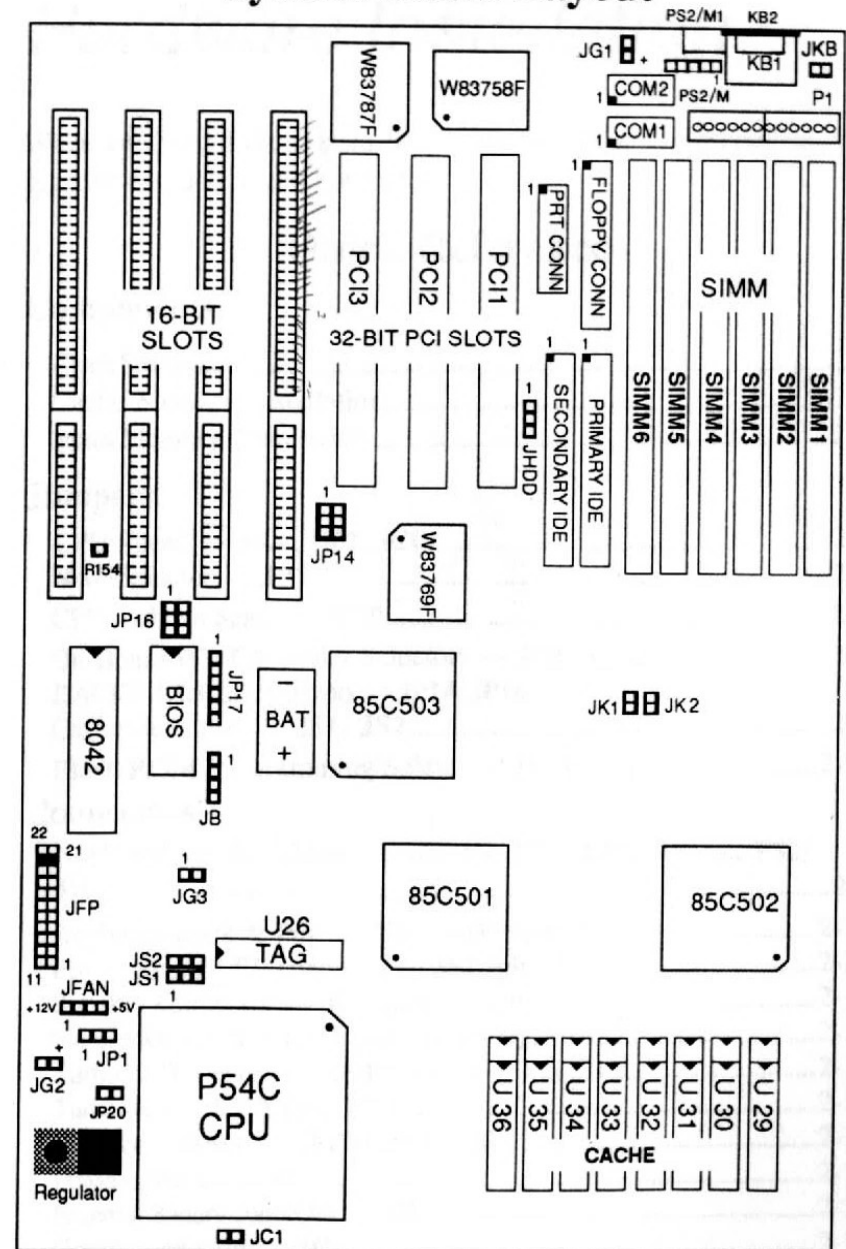 PS2/M1 KB2
JG1
+
1
KB1
JKB
COM2
1
PS2/M
P1
COM1
1
W83787F
W83758F
16-BIT
SLOTS
PCI3
PCI2
PCI1
32-BIT PCI SLOTS
1
PRT CONN
1
FLOPPY CONN
SIMM
SIMM6
SIMM5
SIMM4
SIMM3
SIMM2
SIMM1
1
JHDD
1
SECONDARY IDE
1
PRIMARY IDE
1
JP14
W83769F
R154
1
JP16
8042
BIOS
1
JP17
−
BAT
+
85C503
JK1
JK2
1
JB
22
21
JFP
11
1
1
JG3
U26
TAG
85C501
85C502
JS2
JS1
1
JFAN
+12V
+5V
1
1
JP1
+
JG2
JP20
P54C
CPU
Regulator
JC1
U 36
U 35
U 34
U 33
U 32
U 31
U 30
U 29
CACHE